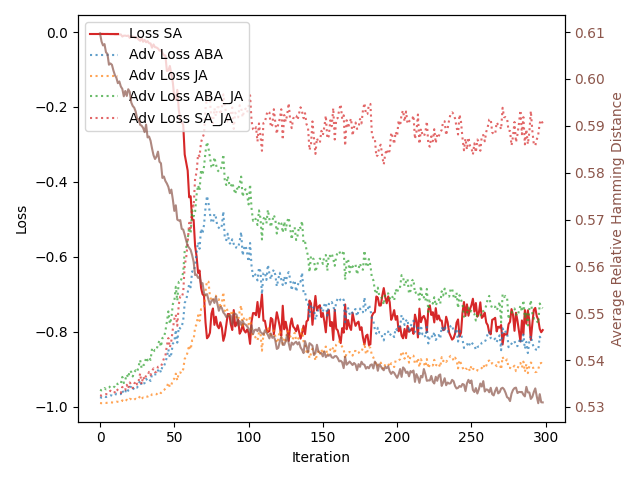 Loss SA
Adv Loss ABA
Adv Loss JA
Adv Loss ABA_JA
Adv Loss SA_JA
0.0
−0.2
−0.4
−0.6
−0.8
−1.0
Loss
0
50
100
150
200
250
300
Iteration
0.61
0.60
0.59
0.58
0.57
0.56
0.55
0.54
0.53
Average Relative Hamming Distance